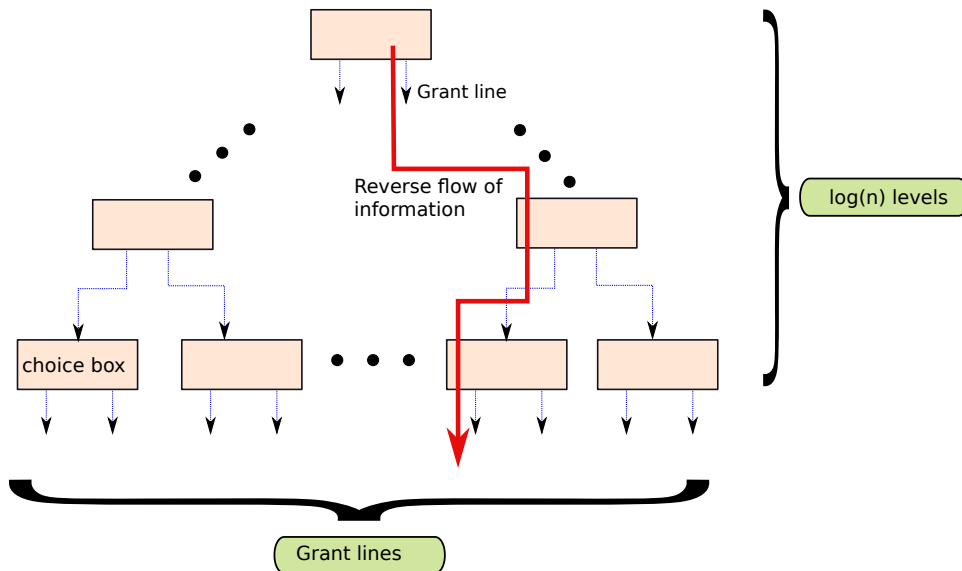 Grant line
Reverse flow of
information
log(n) levels
choice box
Grant lines